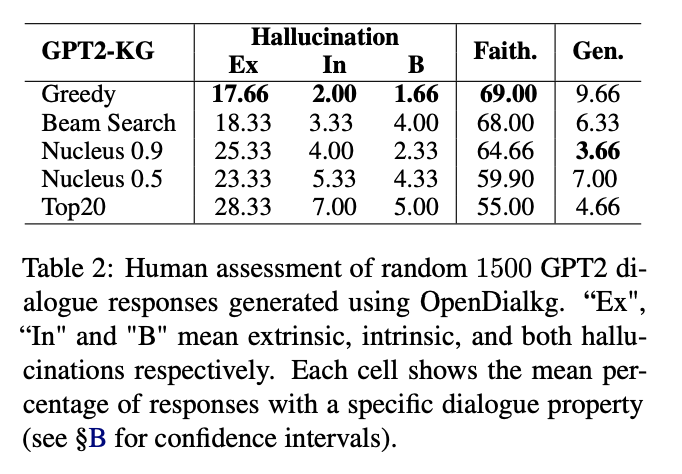 GPT2-KG Hallucination Faith. Gen.
Ex In B
Greedy 17.66 2.00 1.66 69.00 9.66
Beam Search 18.33 3.33 4.00 68.00 6.33
Nucleus 0.9 25.33 4.00 2.33 64.66 3.66
Nucleus 0.5 23.33 5.33 4.33 59.90 7.00
Top20 28.33 7.00 5.00 55.00 4.66
Table 2: Human assessment of random 1500 GPT2 di-
alogue responses generated using OpenDialkg. “Ex",
“In" and "B" mean extrinsic, intrinsic, and both hallu-
cinations respectively. Each cell shows the mean per-
centage of responses with a specific dialogue property
(see §B for confidence intervals).